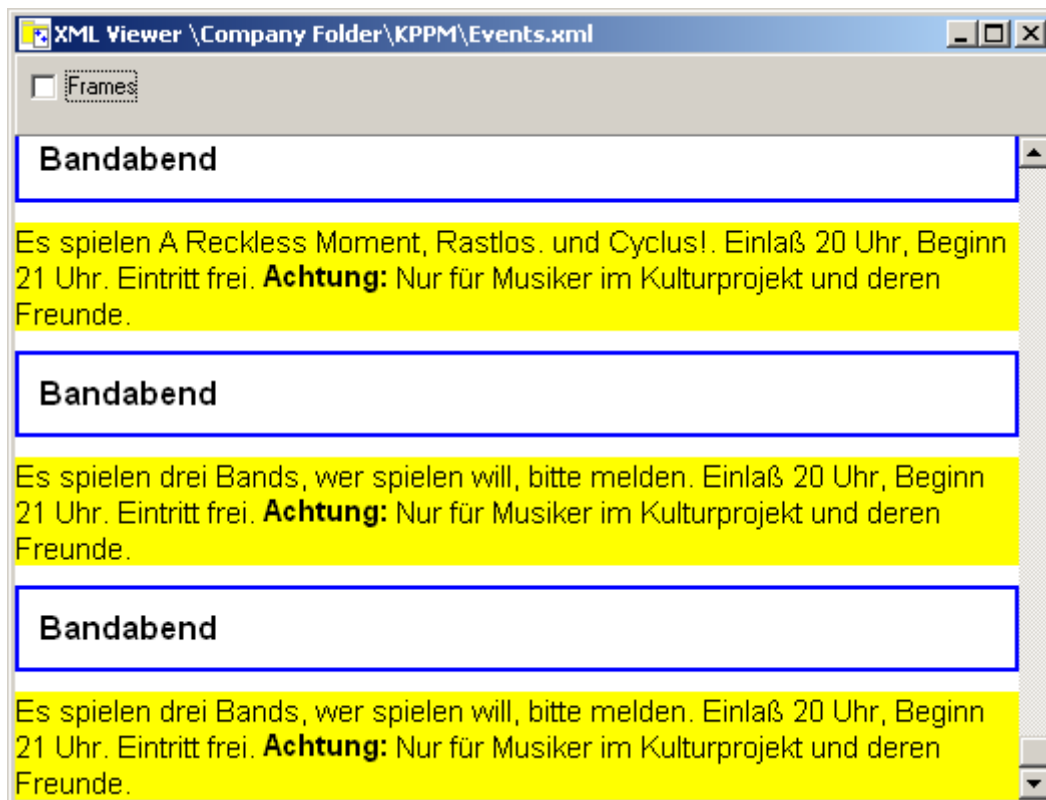 XML Viewer \Company Folder\KPPM\Events.xml
Frames
Bandabend
Es spielen A Reckless Moment, Rastlos. und Cyclus!. Einlaß 20 Uhr, Beginn
21 Uhr. Eintritt frei. Achtung: Nur für Musiker im Kulturprojekt und deren
Freunde.
Bandabend
Es spielen drei Bands, wer spielen will, bitte melden. Einlaß 20 Uhr, Beginn
21 Uhr. Eintritt frei. Achtung: Nur für Musiker im Kulturprojekt und deren
Freunde.
Bandabend
Es spielen drei Bands, wer spielen will, bitte melden. Einlaß 20 Uhr, Beginn
21 Uhr. Eintritt frei. Achtung: Nur für Musiker im Kulturprojekt und deren
Freunde.